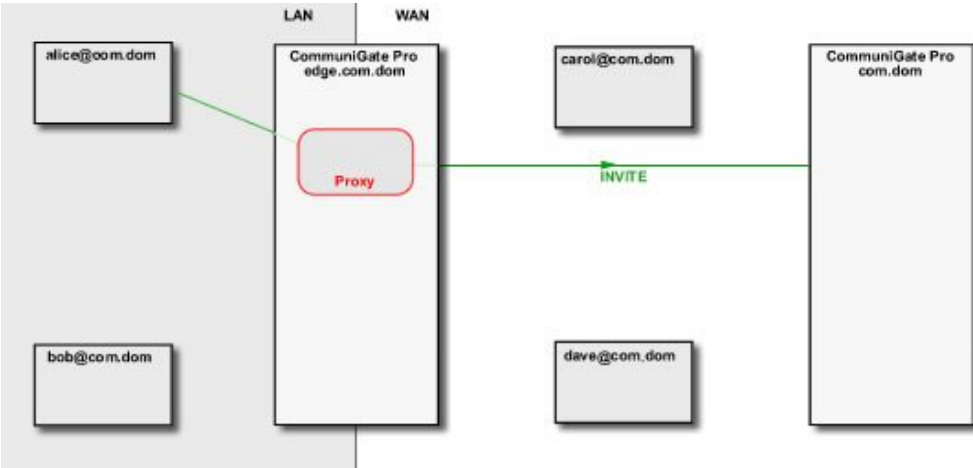 LAN WAN
alice@com.dom
CommuniGate Pro
edge.com.dom
carol@com.dom
CommuniGate Pro
com.dom
Proxy
INVITE
bob@com.dom
dave@com.dom